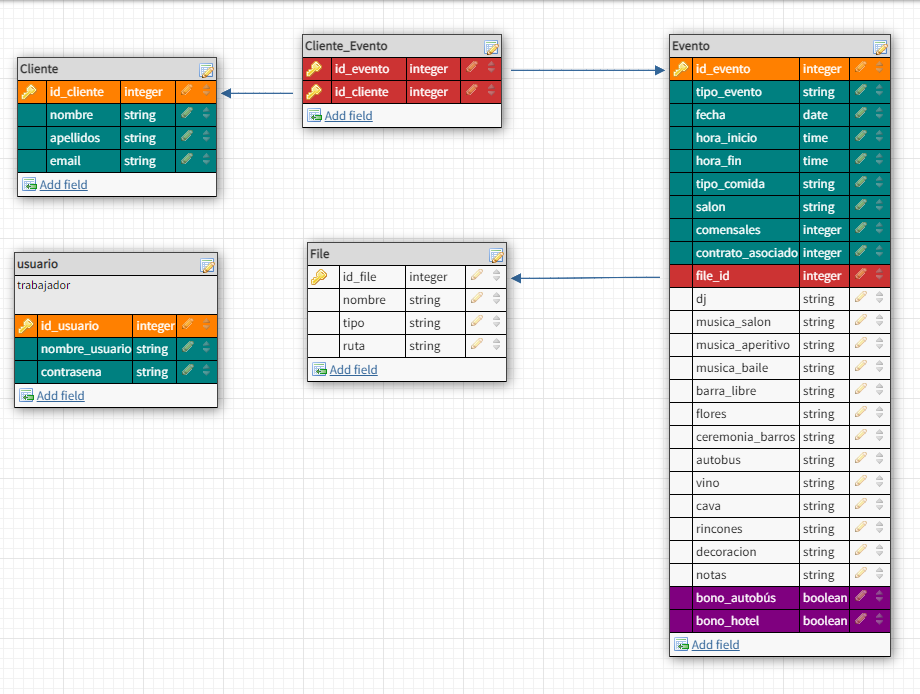 Cliente
id_cliente integer
nombre string
apellidos string
email string
Add field
Cliente_Evento
id_evento integer
id_cliente integer
Add field
Evento
id_evento integer
tipo_evento string
fecha date
hora_inicio time
hora_fin time
tipo_comida string
salon string
comensales integer
contrato_asociado integer
file_id integer
dj string
musica_salon string
musica_aperitivo string
musica_baile string
barra_libre string
flores string
ceremonia_barros string
autobus string
vino string
cava string
rincones string
decoracion string
notas string
bono_autobús boolean
bono_hotel boolean
Add field
usuario
trabajador
id_usuario integer
nombre_usuario string
contrasena string
Add field
File
id_file integer
nombre string
tipo string
ruta string
Add field